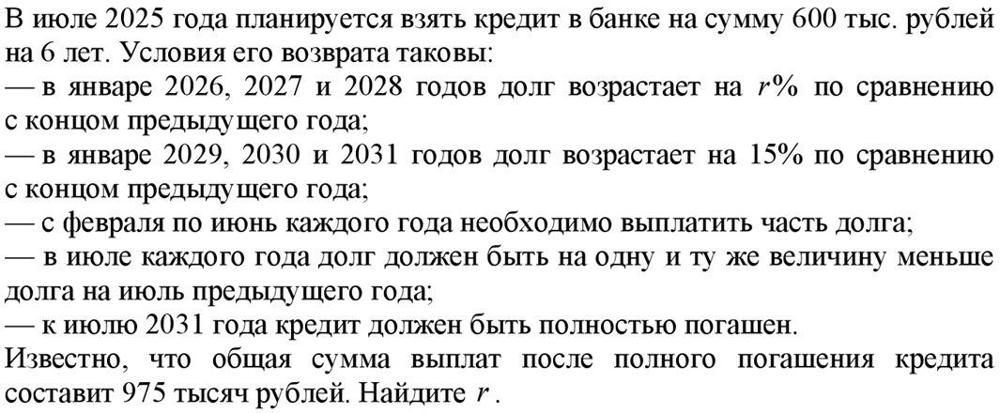 В июле 2025 года планируется взять кредит в банке на сумму 600 тыс. рублей
на 6 лет. Условия его возврата таковы:
— в январе 2026, 2027 и 2028 годов долг возрастает на r% по сравнению
с концом предыдущего года;
— в январе 2029, 2030 и 2031 годов долг возрастает на 15% по сравнению
с концом предыдущего года;
— с февраля по июнь каждого года необходимо выплатить часть долга;
— в июле каждого года долг должен быть на одну и ту же величину меньше
долга на июль предыдущего года;
— к июлю 2031 года кредит должен быть полностью погашен.
Известно, что общая сумма выплат после полного погашения кредита
составит 975 тысяч рублей. Найдите r .